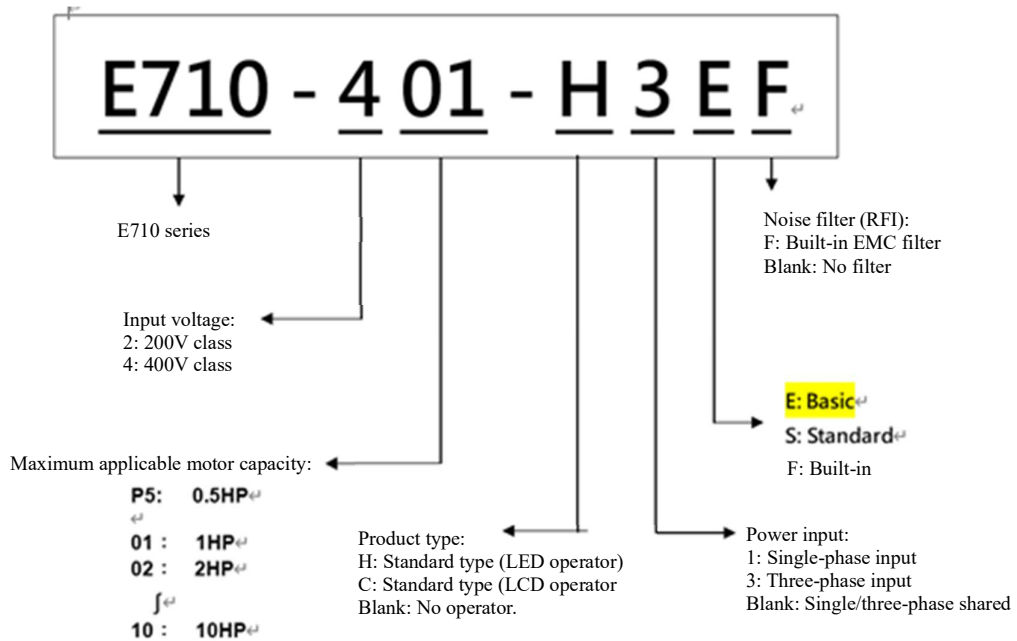 E710 - 4 01 - H 3 E F↵
E710 series
Noise filter (RFI):
F: Built-in EMC filter
Blank: No filter
Input voltage:
2: 200V class
4: 400V class
E: Basic↵
S: Standard↵
F: Built-in
Maximum applicable motor capacity:
P5: 0.5HP↵
↵
01 : 1HP↵
02 : 2HP↵
∫↵
10 : 10HP↵
Product type:
H: Standard type (LED operator)
C: Standard type (LCD operator
Blank: No operator.
Power input:
1: Single-phase input
3: Three-phase input
Blank: Single/three-phase shared